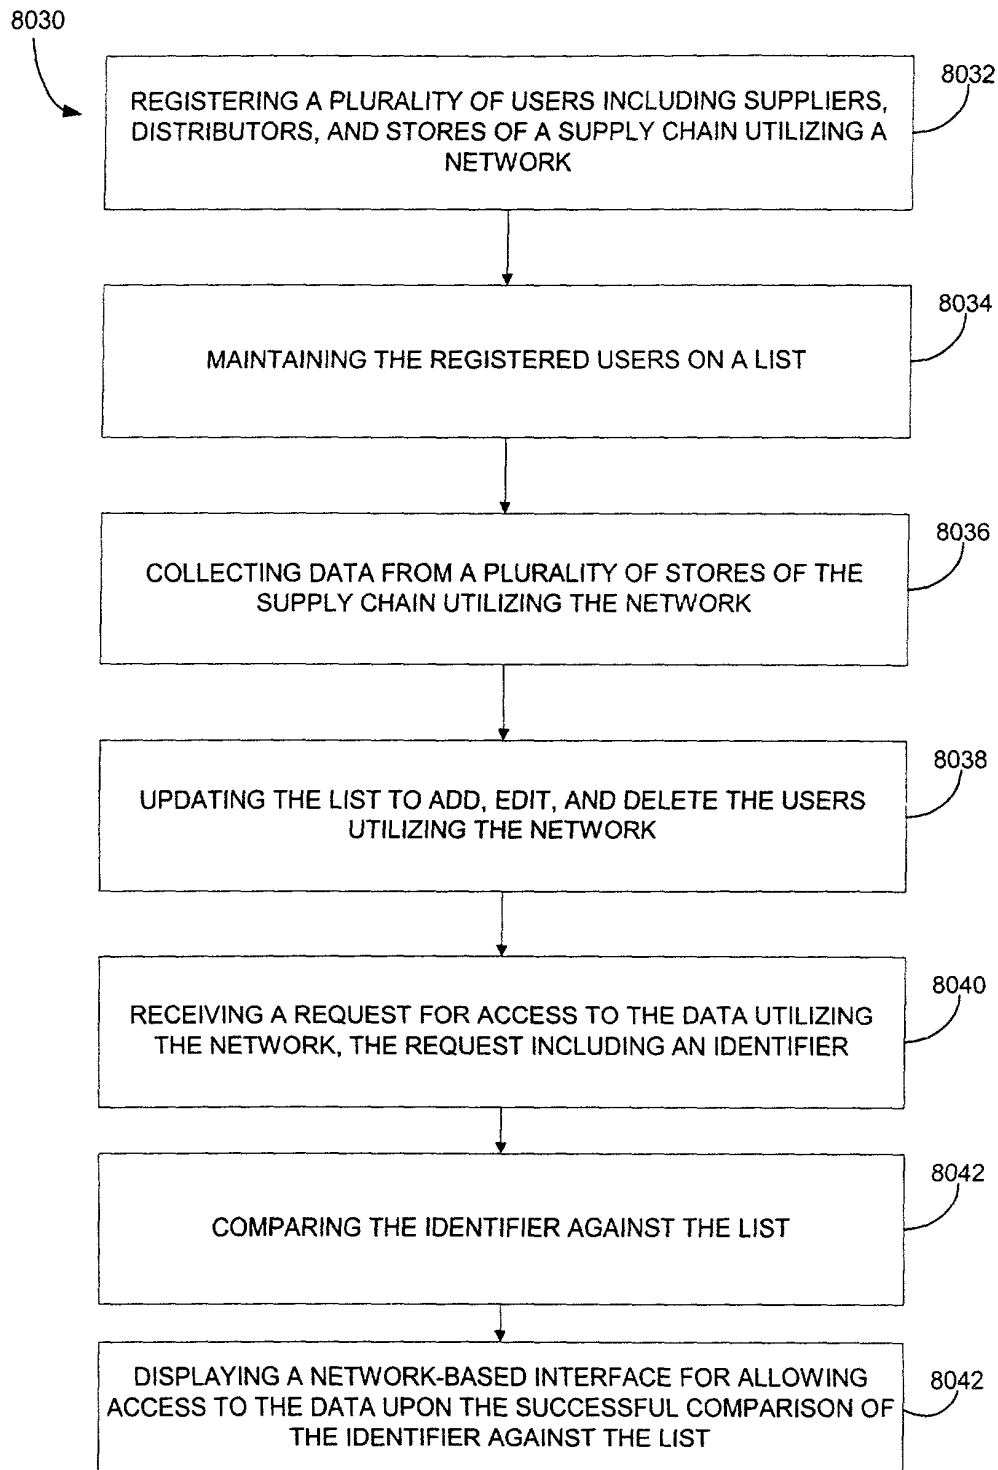 8030
8032
REGISTERING A PLURALITY OF USERS INCLUDING SUPPLIERS,
DISTRIBUTORS, AND STORES OF A SUPPLY CHAIN UTILIZING A
NETWORK
8034
MAINTAINING THE REGISTERED USERS ON A LIST
8036
COLLECTING DATA FROM A PLURALITY OF STORES OF THE
SUPPLY CHAIN UTILIZING THE NETWORK
8038
UPDATING THE LIST TO ADD, EDIT, AND DELETE THE USERS
UTILIZING THE NETWORK
8040
RECEIVING A REQUEST FOR ACCESS TO THE DATA UTILIZING
THE NETWORK, THE REQUEST INCLUDING AN IDENTIFIER
8042
COMPARING THE IDENTIFIER AGAINST THE LIST
8042
DISPLAYING A NETWORK-BASED INTERFACE FOR ALLOWING
ACCESS TO THE DATA UPON THE SUCCESSFUL COMPARISON OF
THE IDENTIFIER AGAINST THE LIST